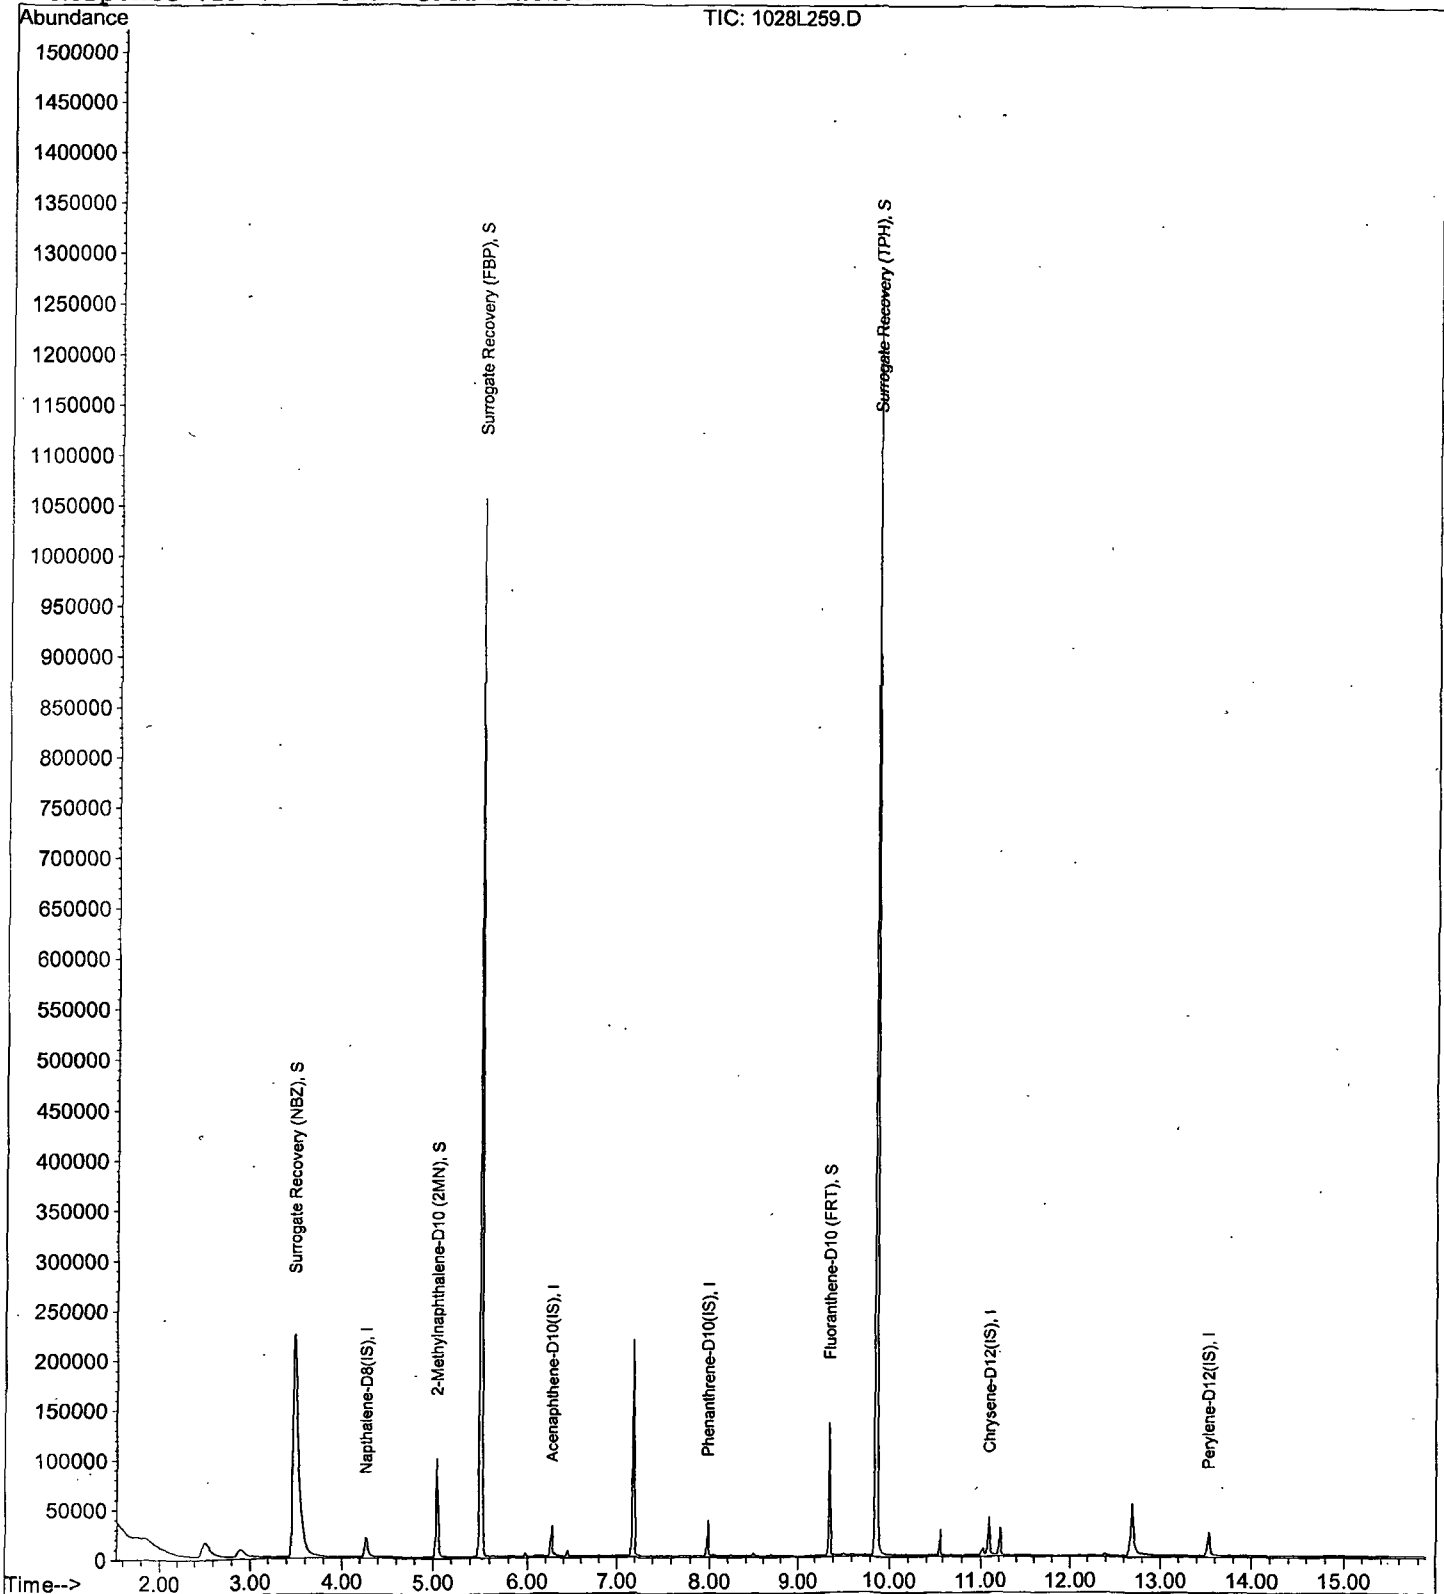 Abundance
TIC: 1028L259.D
1500000
1450000
1400000
1350000
1300000
1250000
1200000
1150000
1100000
1050000
1000000
950000
900000
850000
800000
750000
700000
650000
600000
550000
500000
450000
400000
350000
300000
250000
200000
150000
100000
50000
0
Surrogate Recovery (NBZ), S
Napthalene-D8(IS), I
2-Methylnaphthalene-D10 (2MN), S
Surrogate Recovery (FBP), S
Acenaphthene-D10(IS), I
Phenanthrene-D10(IS), I
Fluoranthene-D10 (FRT), S
Surrogate Recovery (TPH), S
Chrysene-D12(IS), I
Perylene-D12(IS), I
Time--> 2.00 3.00 4.00 5.00 6.00 7.00 8.00 9.00 10.00 11.00 12.00 13.00 14.00 15.00